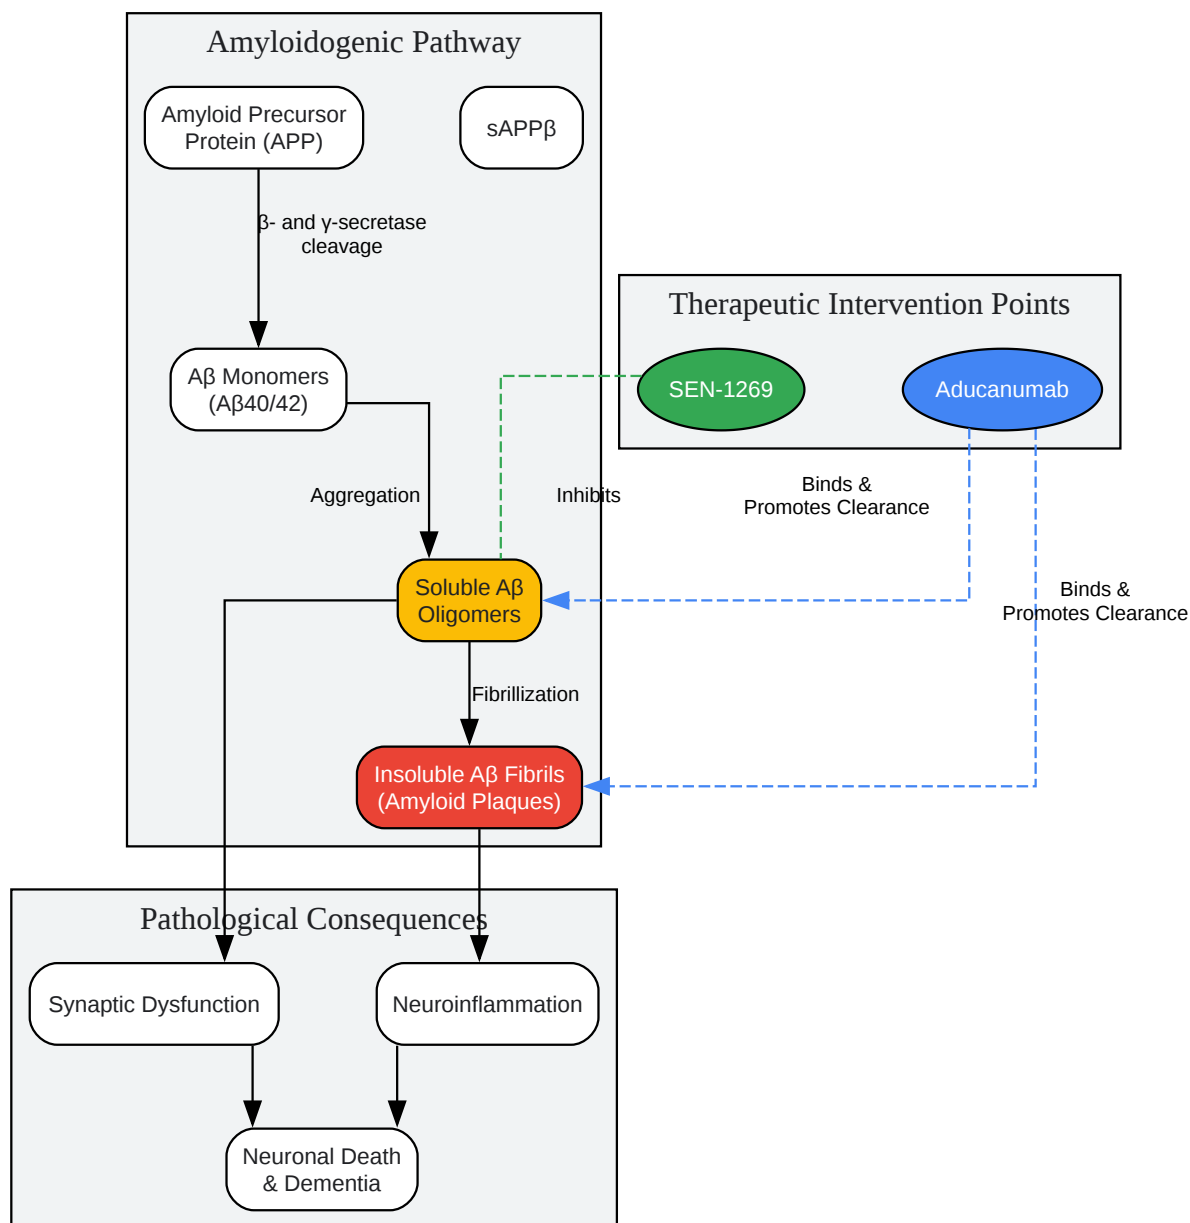 Amyloidogenic Pathway
Amyloid Precursor
Protein (APP)
sAPPβ
β- and γ-secretase
cleavage
Therapeutic Intervention Points
SEN-1269
Aducanumab
Aβ Monomers
(Aβ40/42)
Aggregation
Inhibits
Binds &
Promotes Clearance
Binds &
Promotes Clearance
Soluble Aβ
Oligomers
Fibrillization
Insoluble Aβ Fibrils
(Amyloid Plaques)
Pathological Consequences
Synaptic Dysfunction
Neuroinflammation
Neuronal Death
& Dementia